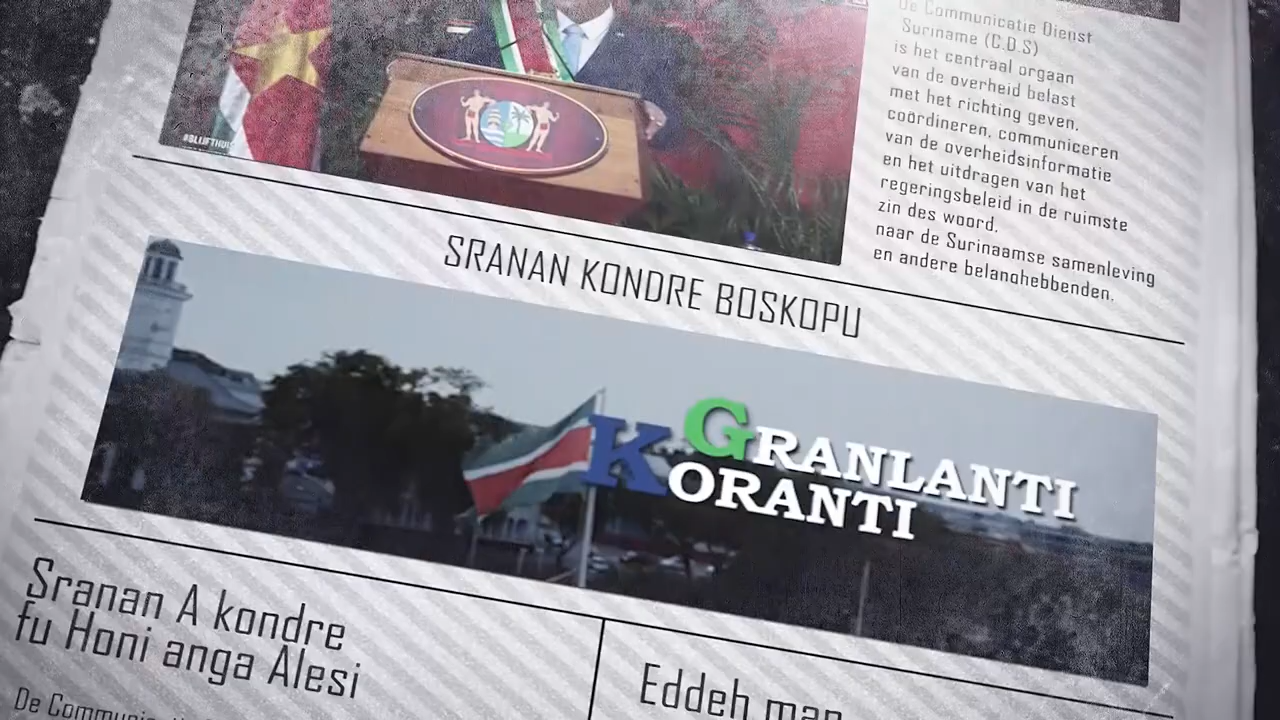 De Communicatie Dienst
Suriname (C.D.S)
is het centraal orgaan
van de overheid belast
met het richting geven,
coördineren, communiceren
van de overheidsinformatie
en het uitdragen van het
regeringsbeleid in de ruimste
zin des woord.
naar de Surinaamse samenleving
en andere belanghebbenden.
SRANAN KONDRE BOSKOPU
GRANLANTI
KORANTI
Sranan A kondre
fu Honi anga Alesi
De
Eddeh man